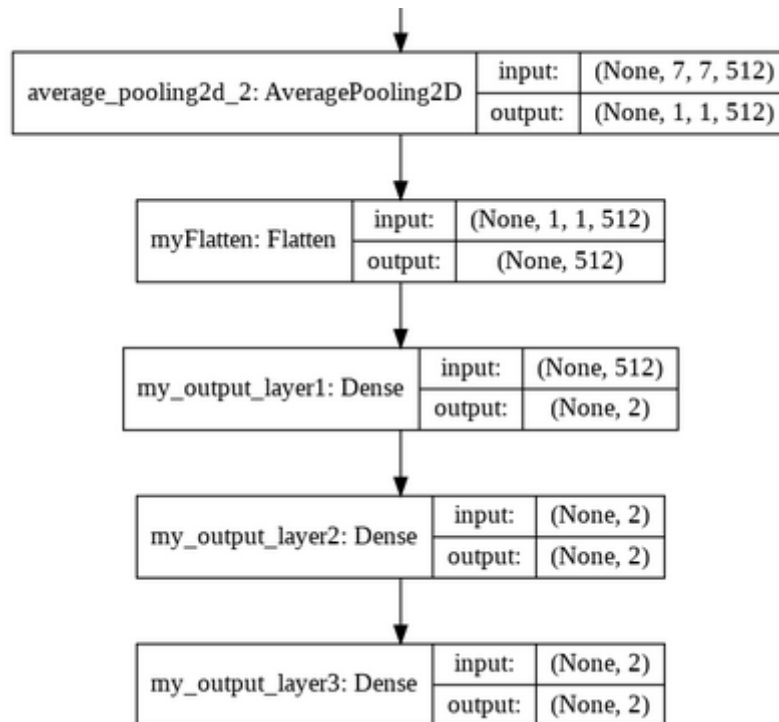 average_pooling2d_2: AveragePooling2D
input: (None, 7, 7, 512)
output: (None, 1, 1, 512)
myFlatten: Flatten
input: (None, 1, 1, 512)
output: (None, 512)
my_output_layer1: Dense
input: (None, 512)
output: (None, 2)
my_output_layer2: Dense
input: (None, 2)
output: (None, 2)
my_output_layer3: Dense
input: (None, 2)
output: (None, 2)